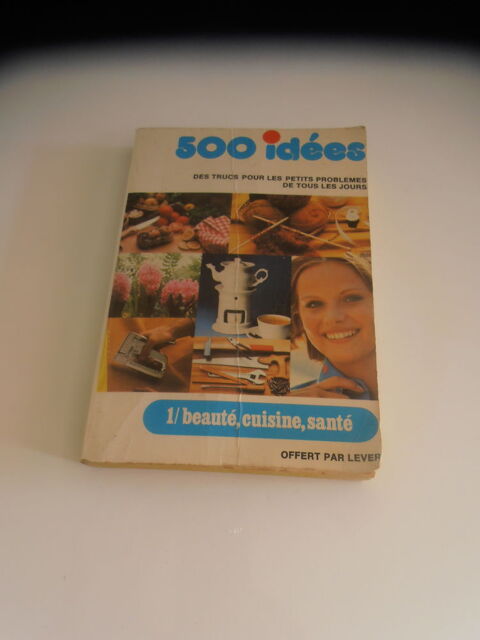 500 idées
DES TRUCS POUR LES PETITS PROBLEMES
DE TOUS LES JOURS
1/ beauté, cuisine, santé
OFFERT PAR LEVER